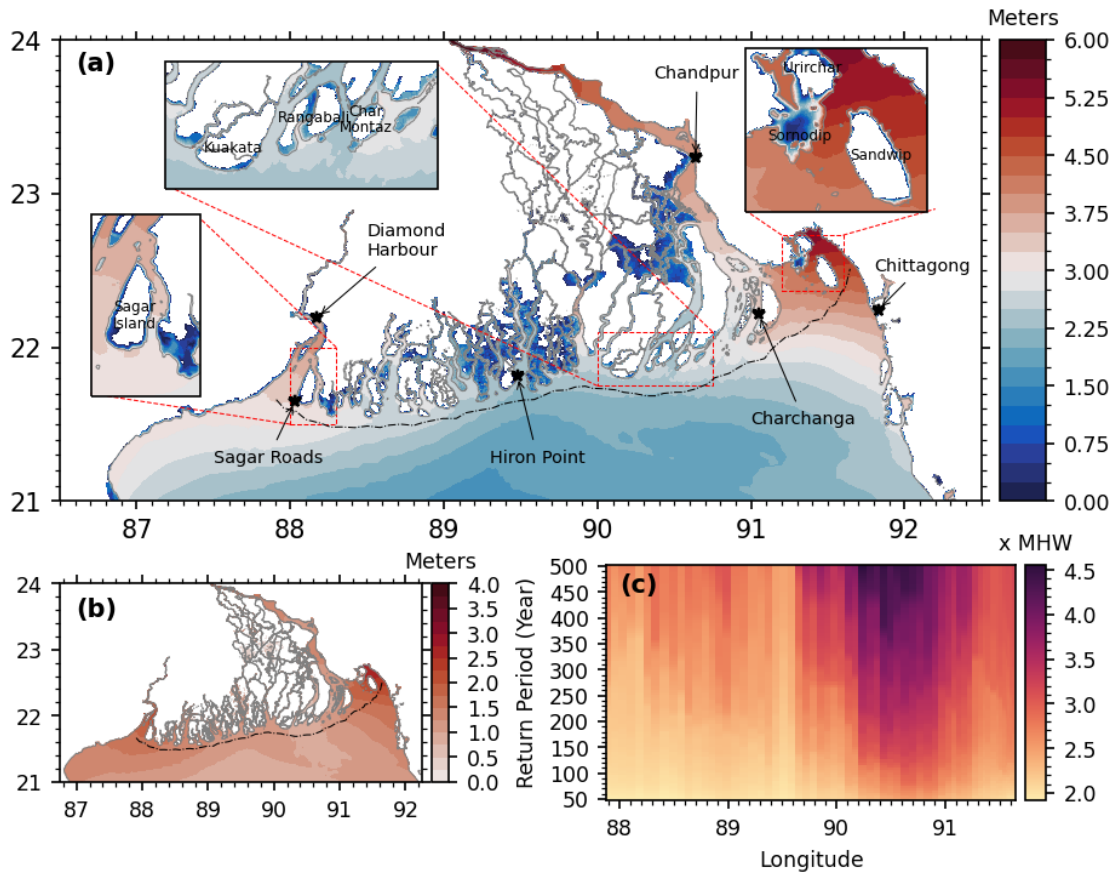 Meters
(a)
24
23
22
21
87
88
89
90
91
92
6.00
5.25
4.50
3.75
3.00
2.25
1.50
0.75
0.00
Kuakata
Rangabali
Char
Montaz
Urirchar
Sornodip
Sandwip
Sagar
Island
Chandpur
Diamond
Harbour
Chittagong
Sagar Roads
Hiron Point
Charchanga
Meters
(b)
24
23
22
21
87
88
89
90
91
92
4.0
3.5
3.0
2.5
2.0
1.5
1.0
0.5
0.0
x MHW
(c)
Return Period (Year)
500
450
400
350
300
250
200
150
100
50
88
89
90
91
Longitude
4.5
4.0
3.5
3.0
2.5
2.0